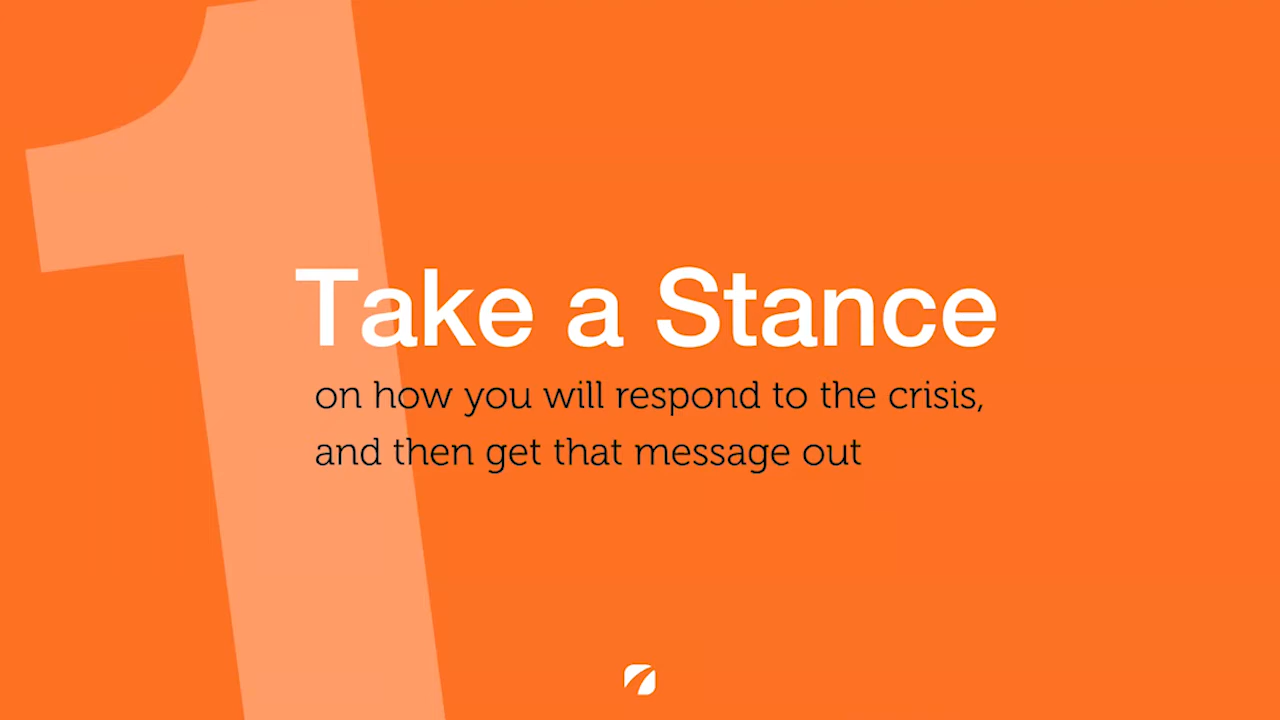 1
Take a Stance
on how you will respond to the crisis,
and then get that message out